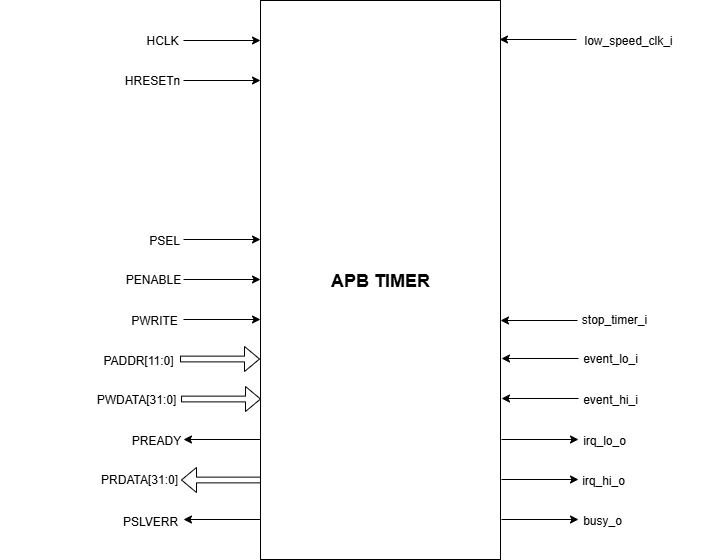 HCLK
low_speed_clk_i
HRESETn
PSEL
APB TIMER
PENABLE
PWRITE
stop_timer_i
PADDR[11:0]
event_lo_i
PWDATA[31:0]
event_hi_i
PREADY
irq_lo_o
PRDATA[31:0]
irq_hi_o
PSLVERR
busy_o